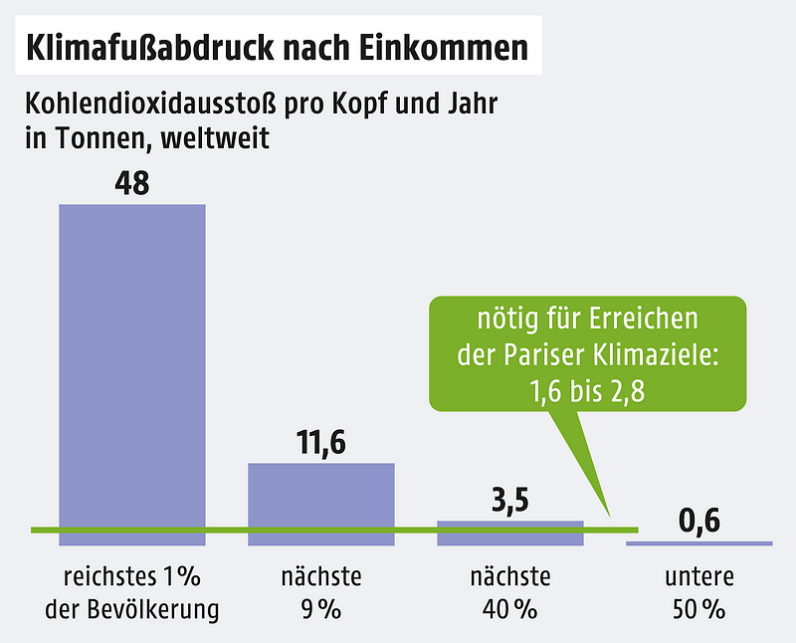 Klimafußabdruck nach Einkommen
Kohlendioxidausstoß pro Kopf und Jahr
in Tonnen, weltweit
48
nötig für Erreichen
der Pariser Klimaziele:
1,6 bis 2,8
11,6
3,5
0,6
reichstes 1 %
der Bevölkerung
nächste
9 %
nächste
40 %
untere
50 %